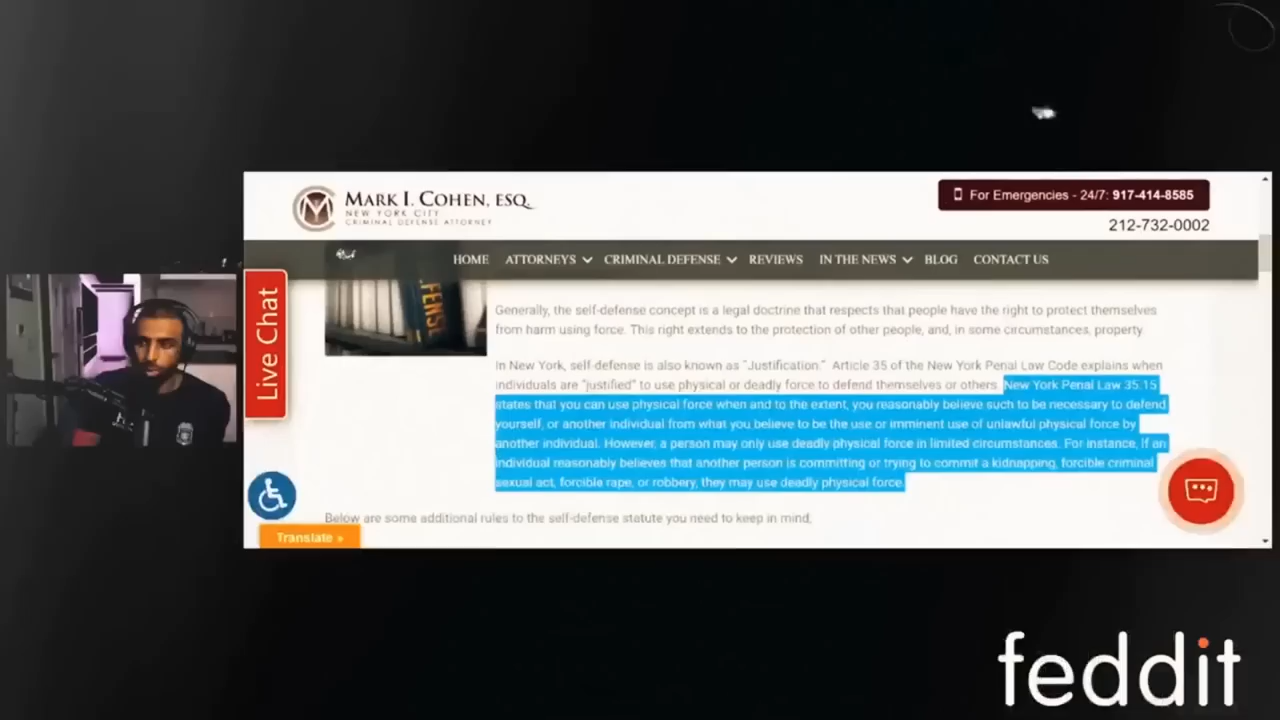 MARK I. COHEN, ESQ.
NEW YORK CITY
CRIMINAL DEFENSE ATTORNEY
For Emergencies - 24/7: 917-414-8585
212-732-0002
HOME ATTORNEYS CRIMINAL DEFENSE REVIEWS IN THE NEWS BLOG CONTACT US
Live Chat
Generally, the self-defense concept is a legal doctrine that respects that people have the right to protect themselves
from harm using force. This right extends to the protection of other people, and, in some circumstances, property.
In New York, self-defense is also known as "Justification." Article 35 of the New York Penal Law Code explains when
individuals are "justified" to use physical or deadly force to defend themselves or others. New York Penal Law 35.15
states that you can use physical force when and to the extent, you reasonably believe such to be necessary to defend
yourself, or another individual from what you believe to be the use or imminent use of unlawful physical force by
another individual. However, a person may only use deadly physical force in limited circumstances. For instance, if an
individual reasonably believes that another person is committing or trying to commit a kidnapping, forcible criminal
sexual act, forcible rape, or robbery, they may use deadly physical force.
Below are some additional rules to the self-defense statute you need to keep in mind;
Translate »
feddit